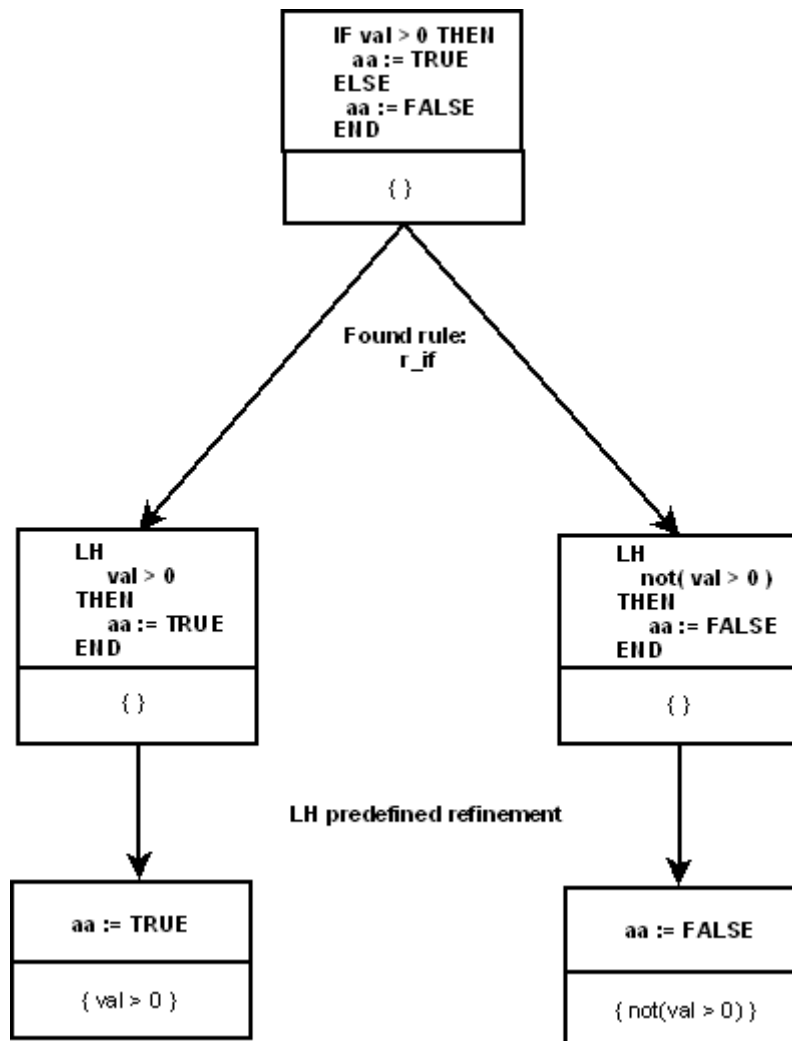 IF val > 0 THEN
aa := TRUE
ELSE
aa := FALSE
END
{ }
Found rule:
r_if
LH
val > 0
THEN
aa := TRUE
END
{ }
LH
not( val > 0 )
THEN
aa := FALSE
END
{ }
LH predefined refinement
aa := TRUE
{ val > 0 }
aa := FALSE
{ not(val > 0) }